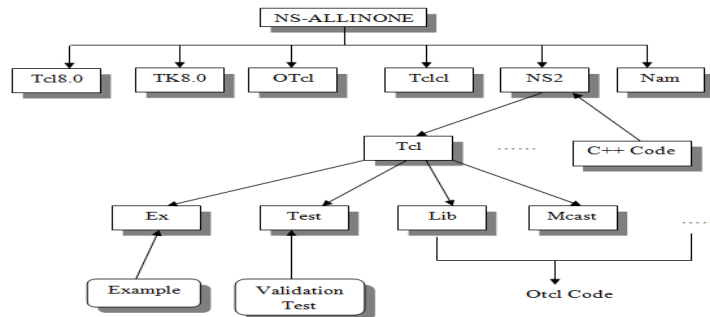 NS-ALLINONE
Tcl8.0
TK8.0
OTcl
Tclcl
NS2
Nam
Tcl
......
C++ Code
Ex
Test
Lib
Mcast
....
Example
Validation
Test
Otcl Code